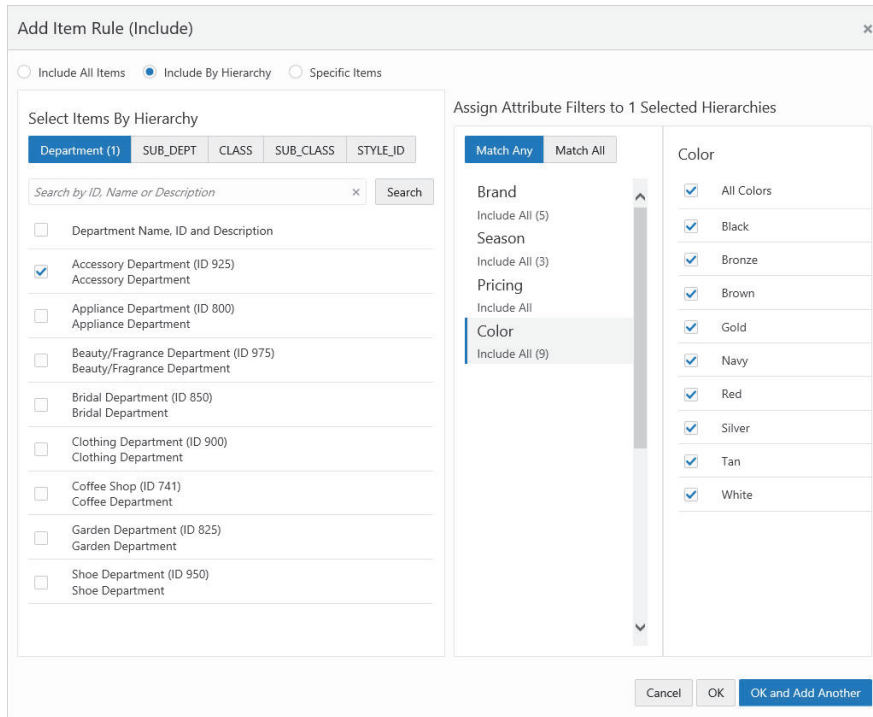 Add Item Rule (Include)
×
Include All Items Include By Hierarchy Specific Items
Select Items By Hierarchy
Department (1) SUB_DEPT CLASS SUB_CLASS STYLE_ID
Search by ID, Name or Description × Search
Department Name, ID and Description
Accessory Department (ID 925)
Accessory Department
Appliance Department (ID 800)
Appliance Department
Beauty/Fragrance Department (ID 975)
Beauty/Fragrance Department
Bridal Department (ID 850)
Bridal Department
Clothing Department (ID 900)
Clothing Department
Coffee Shop (ID 741)
Coffee Department
Garden Department (ID 825)
Garden Department
Shoe Department (ID 950)
Shoe Department
Assign Attribute Filters to 1 Selected Hierarchies
Match Any Match All
Brand
Include All (5)
Season
Include All (3)
Pricing
Include All
Color
Include All (9)
Color
All Colors
Black
Bronze
Brown
Gold
Navy
Red
Silver
Tan
White
Cancel OK OK and Add Another